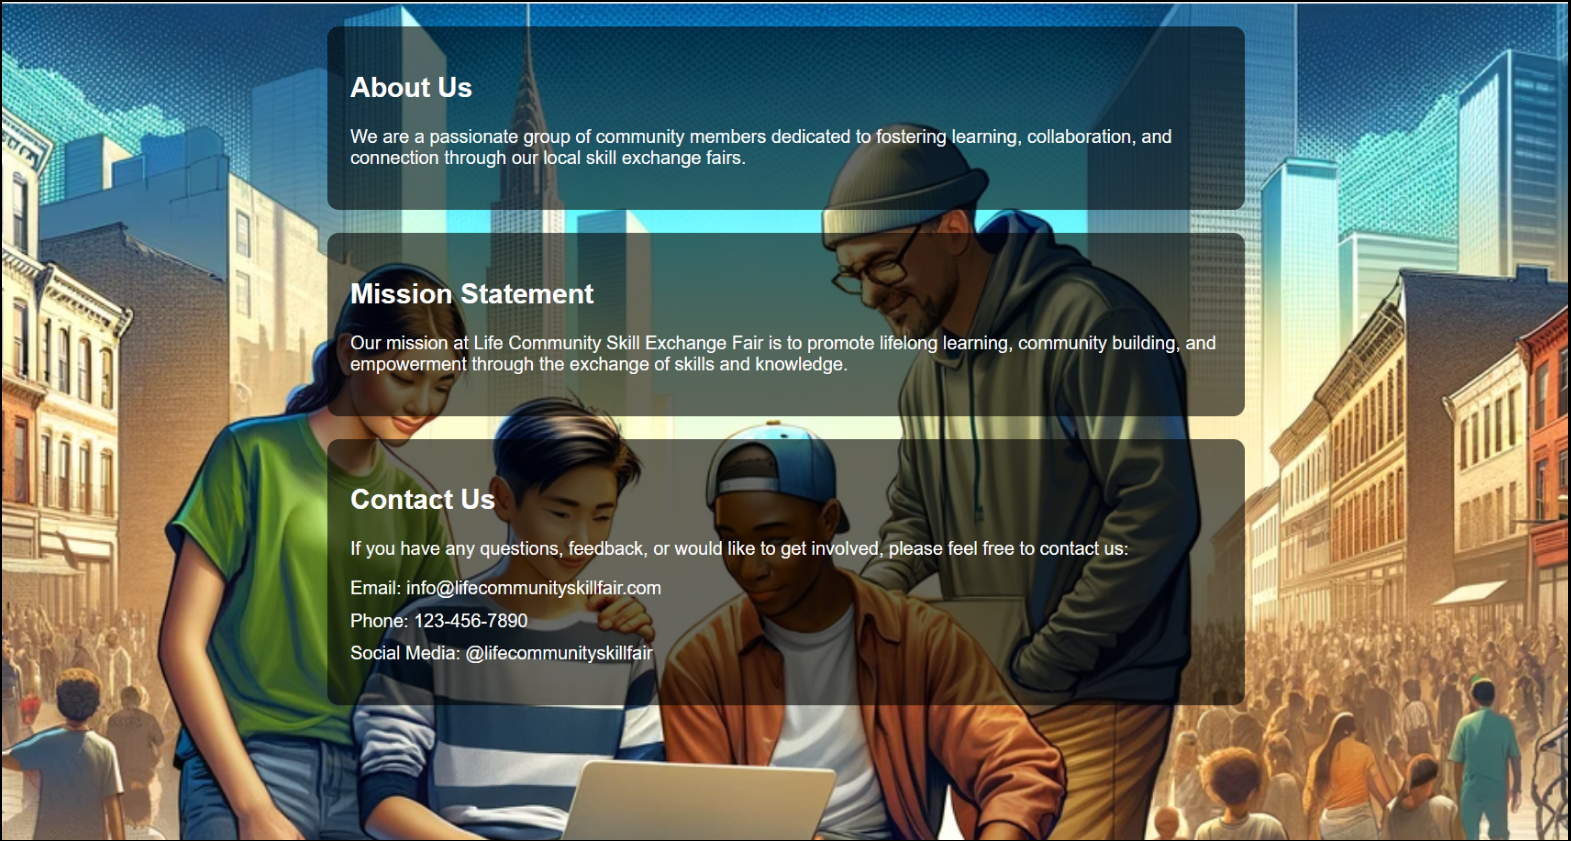 About Us
We are a passionate group of community members dedicated to fostering learning, collaboration, and
connection through our local skill exchange fairs.
Mission Statement
Our mission at Life Community Skill Exchange Fair is to promote lifelong learning, community building, and
empowerment through the exchange of skills and knowledge.
Contact Us
If you have any questions, feedback, or would like to get involved, please feel free to contact us:
Email: info@lifecommunityskillfair.com
Phone: 123-456-7890
Social Media: @lifecommunityskillfair